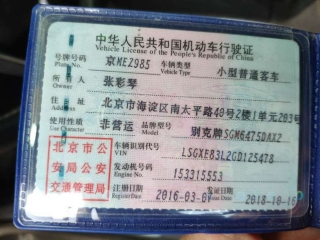 中华人民共和国机动车行驶证
Vehicle License of the People's Republic of China
号牌号码 京MEZ985 车辆类型 小型普通客车
Plate No. Vehicle Type
所有人 张彩琴
Owner
住址 北京市海淀区南太平路40号2楼1单元203号
Address
使用性质 非营运 品牌型号 别克牌SGM6475DAX2
Use Character Model
北京市公
安局公安
交通管理局
车辆识别代号 LSGXE83L2GD125478
VIN
发动机号码 153315553
Engine No.
注册日期 2016-03-0 发证日期 2018-10-16
Register Date Issue Date